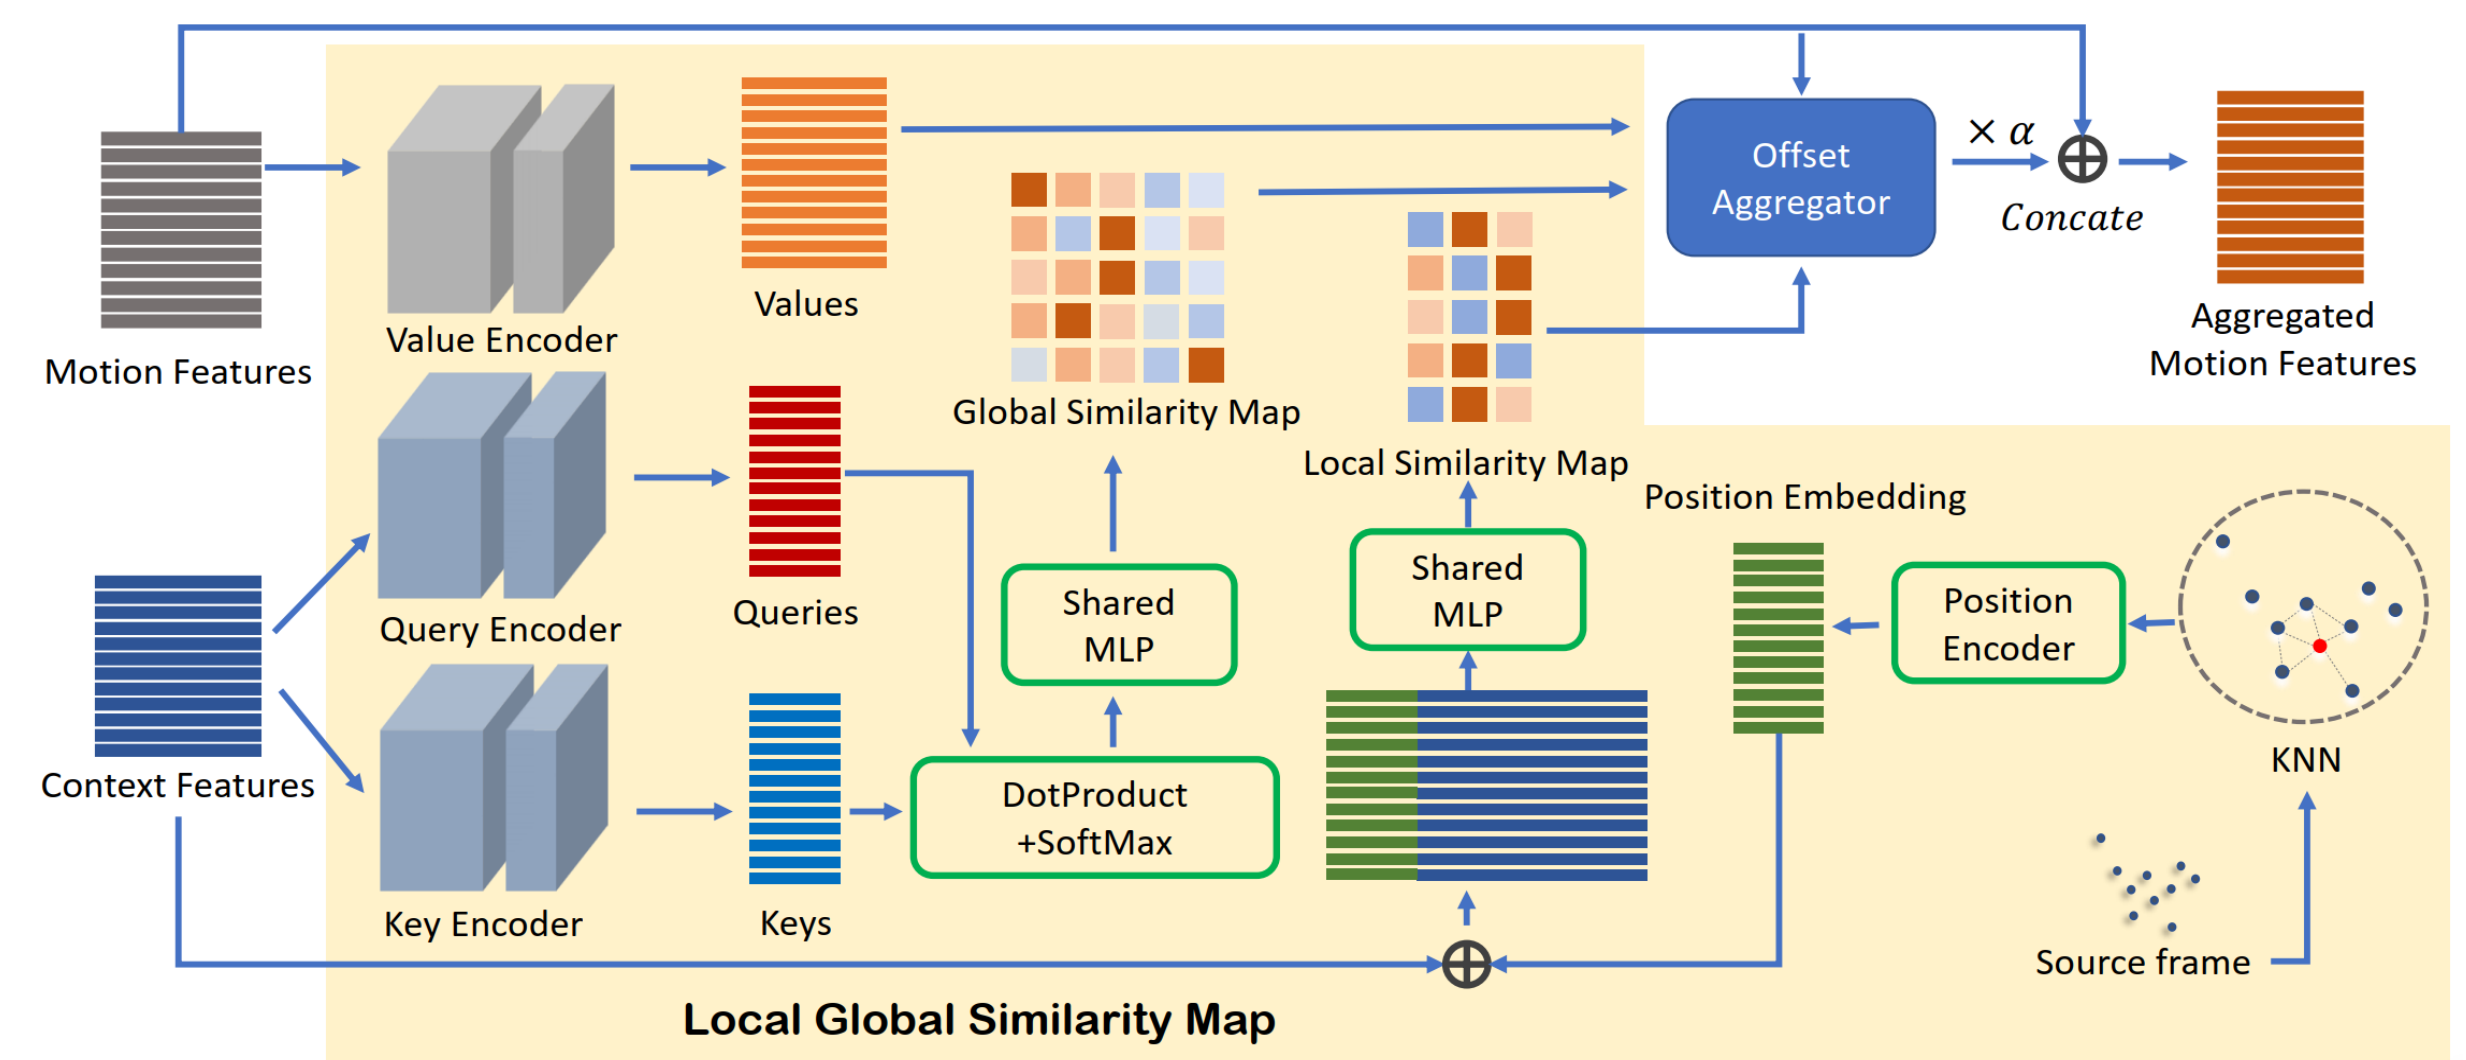 Motion Features
Value Encoder
Values
Global Similarity Map
Local Similarity Map
Offset
Aggregator
× α
Concate
Aggregated
Motion Features
Context Features
Query Encoder
Queries
Key Encoder
Keys
DotProduct
+SoftMax
Shared
MLP
Shared
MLP
Position Embedding
Position
Encoder
KNN
Source frame
Local Global Similarity Map